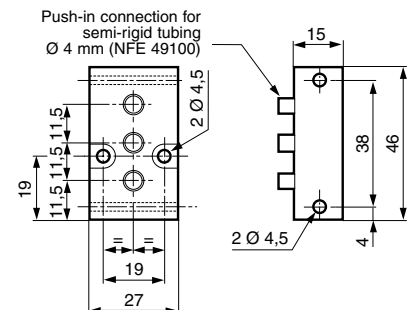 Push-in connection for
semi-rigid tubing
Ø 4 mm (NFE 49100)
15
2 Ø 4,5
11,5
11,5
11,5
19
38
46
4
2 Ø 4,5
= =
19
27